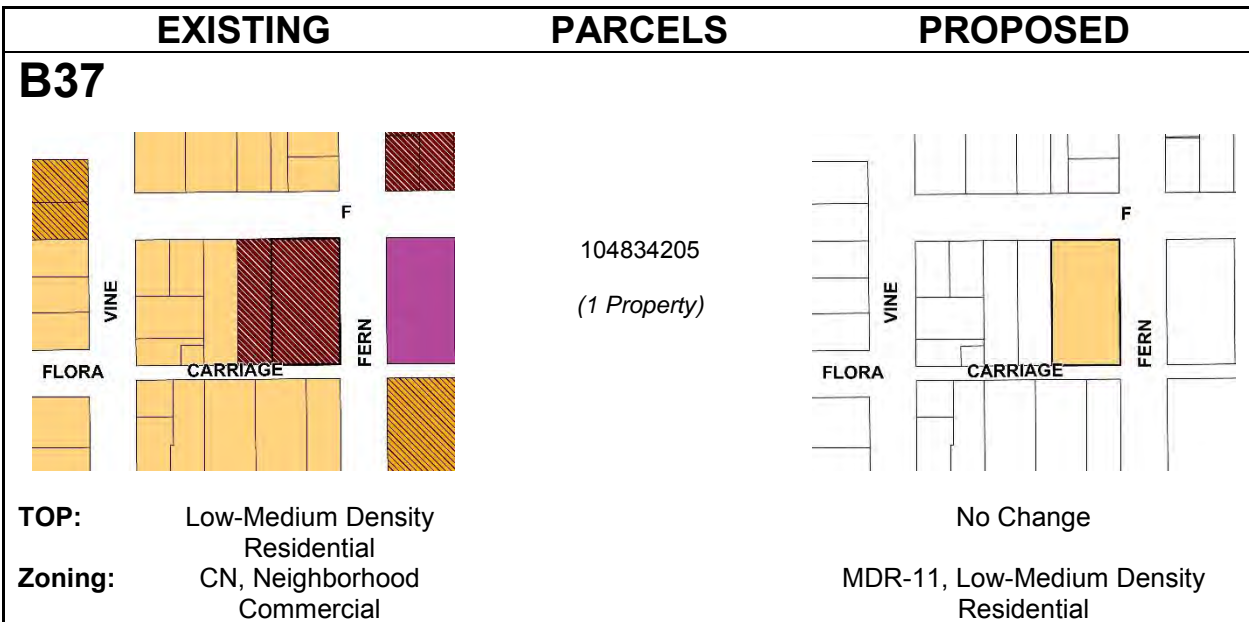 EXISTING PARCELS PROPOSED
B37
F
VINE
FERN
FLORA
CARRIAGE
104834205
(1 Property)
F
VINE
FERN
FLORA
CARRIAGE
TOP: Low-Medium Density
Residential
No Change
Zoning: CN, Neighborhood
Commercial
MDR-11, Low-Medium Density
Residential